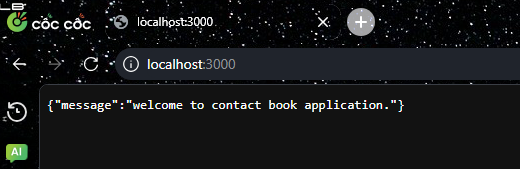 cốc cốc
localhost:3000
localhost:3000
{"message":"welcome to contact book application."}
AI